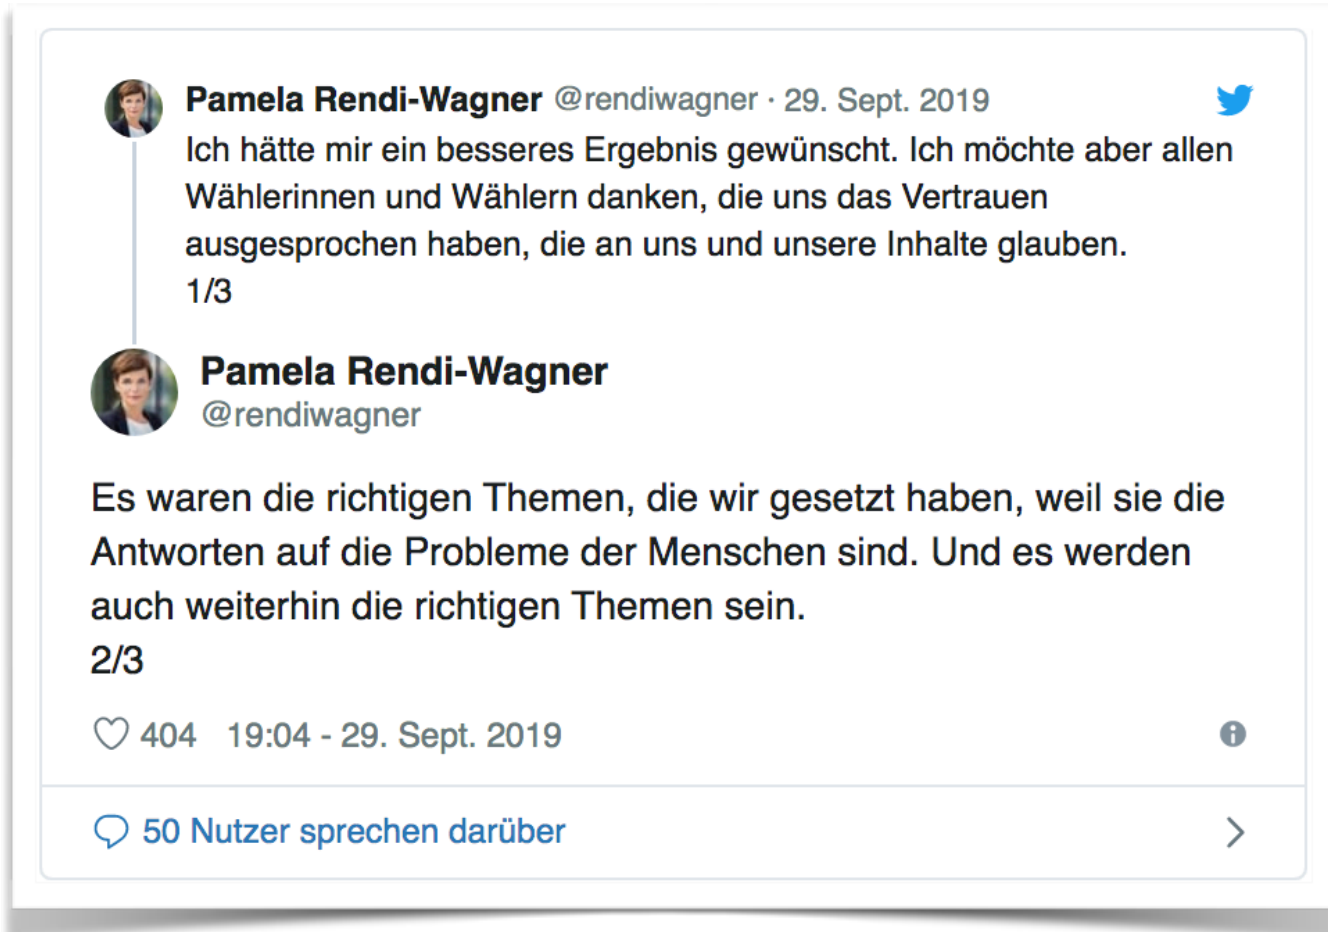 Pamela Rendi-Wagner @rendiwagner · 29. Sept. 2019
Ich hätte mir ein besseres Ergebnis gewünscht. Ich möchte aber allen
Wählerinnen und Wählern danken, die uns das Vertrauen
ausgesprochen haben, die an uns und unsere Inhalte glauben.
1/3
Pamela Rendi-Wagner
@rendiwagner
Es waren die richtigen Themen, die wir gesetzt haben, weil sie die
Antworten auf die Probleme der Menschen sind. Und es werden
auch weiterhin die richtigen Themen sein.
2/3
404 19:04 - 29. Sept. 2019
50 Nutzer sprechen darüber